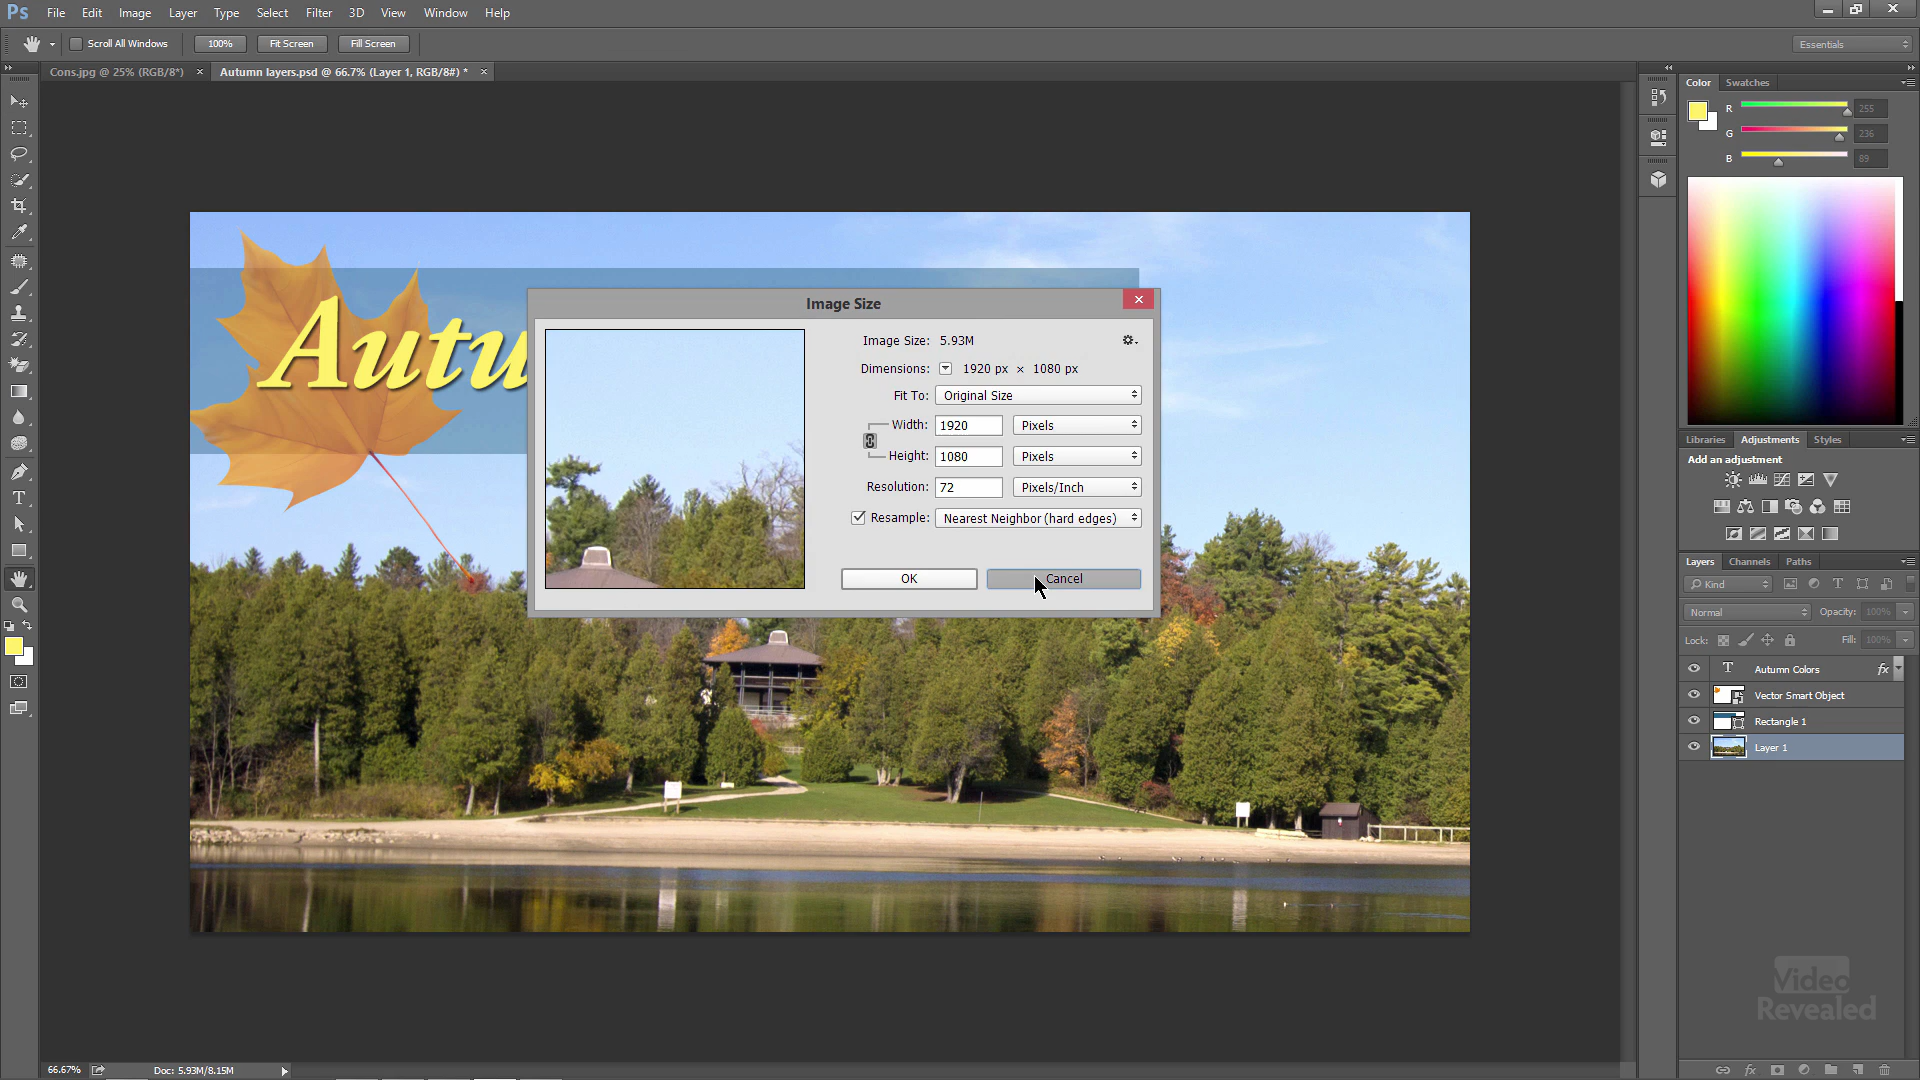 Ps File Edit Image Layer Type Select Filter 3D View Window Help
Scroll All Windows 100% Fit Screen Fill Screen Essentials
Cons.jpg @ 25% (RGB/8*) × Autumn layers.psd @ 66.7% (Layer 1, RGB/8#) * ×
Color Swatches
R 255
G 236
B 89
Autu
Image Size
Image Size: 5.93M
Dimensions: 1920 px × 1080 px
Fit To: Original Size
Width: 1920 Pixels
Height: 1080 Pixels
Resolution: 72 Pixels/Inch
Resample: Nearest Neighbor (hard edges)
OK Cancel
Libraries Adjustments Styles
Add an adjustment
Layers Channels Paths
Kind
Normal Opacity: 100%
Lock: Fill: 100%
T Autumn Colors fx
Vector Smart Object
Rectangle 1
Layer 1
Video
Revealed
66.67% Doc: 5.93M/8.15M
fx